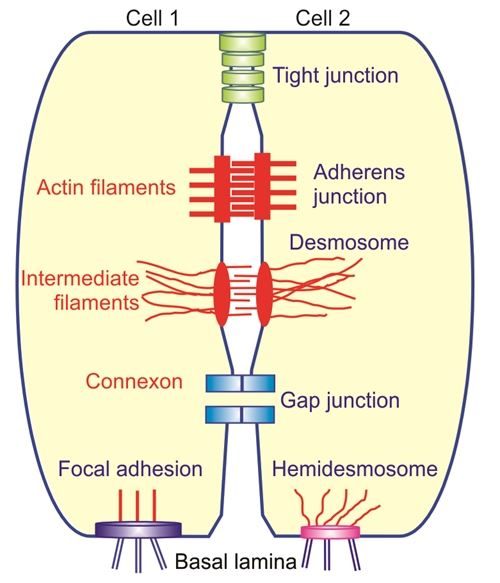 Cell 1
Cell 2
Tight junction
Actin filaments
Adherens
junction
Desmosome
Intermediate
filaments
Connexon
Gap junction
Focal adhesion
Hemidesmosome
Basal lamina